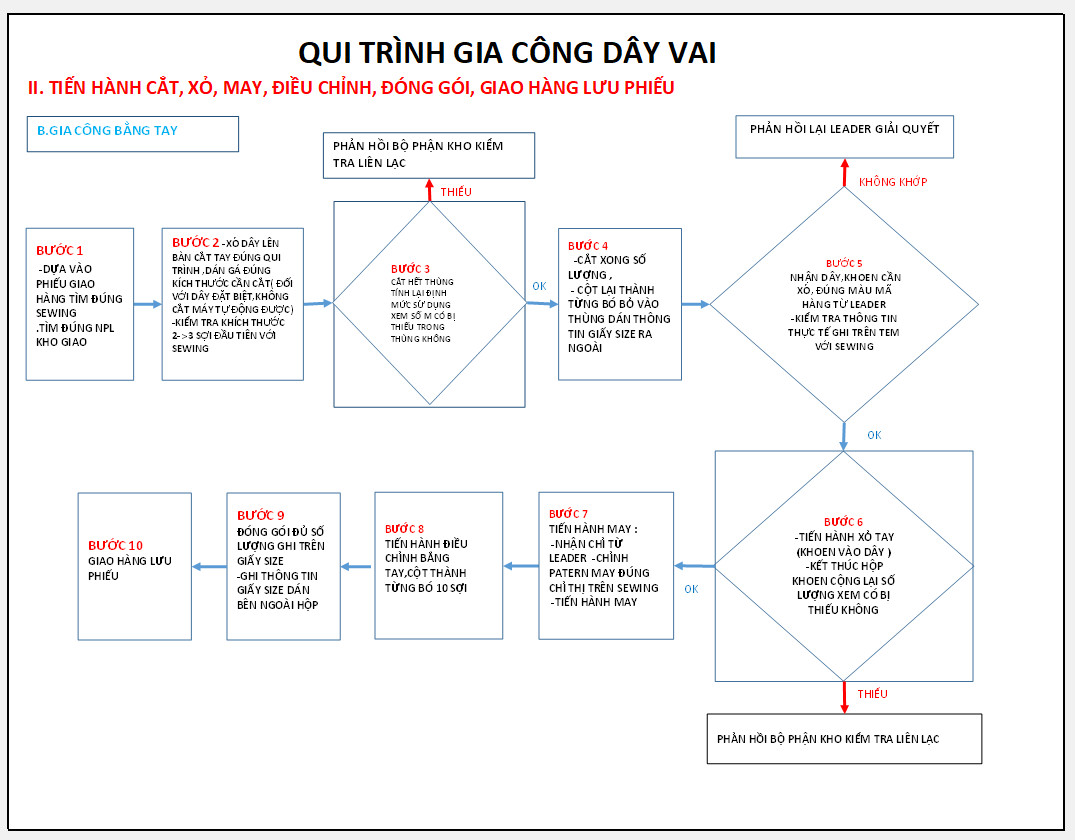 QUI TRÌNH GIA CÔNG DÂY VAI
II. TIẾN HÀNH CẮT, XỎ, MAY, ĐIỀU CHỈNH, ĐÓNG GÓI, GIAO HÀNG LƯU PHIẾU
B.GIA CÔNG BẰNG TAY
PHẢN HỒI BỘ PHẬN KHO KIỂM
TRA LIÊN LẠC
THIẾU
PHẢN HỒI LẠI LEADER GIẢI QUYẾT
KHÔNG KHỚP
BƯỚC 1
-DỰA VÀO
PHIẾU GIAO
HÀNG TÌM ĐÚNG
SEWING
.TÌM ĐÚNG NPL
KHO GIAO
BƯỚC 2 -XỎ DÂY LÊN
BÀN CẮT TAY ĐÚNG QUI
TRÌNH ,DÁN GÁ ĐÚNG
KÍCH THƯỚC CẦN CẮT( ĐỐI
VỚI DÂY ĐẶT BIỆT,KHÔNG
CẮT MÁY TỰ ĐỘNG ĐƯỢC)
-KIỂM TRA KHÍCH THƯỚC
2->3 SỢI ĐẦU TIÊN VỚI
SEWING
BƯỚC 3
CẮT HẾT THÙNG
TÍNH LẠI ĐỊNH
MỨC SỬ DỤNG
XEM SỐ M CÓ BỊ
THIẾU TRONG
THÙNG KHÔNG
OK
BƯỚC 4
-CẮT XONG SỐ
LƯỢNG ,
- CỘT LẠI THÀNH
TỪNG BÓ BỎ VÀO
THÙNG DÁN THÔNG
TIN GIẤY SIZE RA
NGOÀI
BƯỚC 5
NHẬN DÂY,KHOEN CẦN
XỎ, ĐÚNG MÀU MÃ
HÀNG TỪ LEADER
-KIỂM TRA THÔNG TIN
THỰC TẾ GHI TRÊN TEM
VỚI SEWING
OK
BƯỚC 6
-TIẾN HÀNH XỎ TAY
(KHOEN VÀO DÂY )
-KẾT THÚC HỘP
KHOEN CỘNG LẠI SỐ
LƯỢNG XEM CÓ BỊ
THIẾU KHÔNG
OK
THIẾU
PHẢN HỒI BỘ PHẬN KHO KIỂM TRA LIÊN LẠC
BƯỚC 7
TIẾN HÀNH MAY :
-NHẬN CHỈ TỪ
LEADER -CHỈNH
PATERN MAY ĐÚNG
CHỈ THỊ TRÊN SEWING
-TIẾN HÀNH MAY
BƯỚC 8
TIẾN HÀNH ĐIỀU
CHỈNH BẰNG
TAY,CỘT THÀNH
TỪNG BÓ 10 SỢI
BƯỚC 9
ĐÓNG GÓI ĐỦ SỐ
LƯỢNG GHI TRÊN
GIẤY SIZE
-GHI THÔNG TIN
GIẤY SIZE DÁN
BÊN NGOÀI HỘP
BƯỚC 10
GIAO HÀNG LƯU
PHIẾU